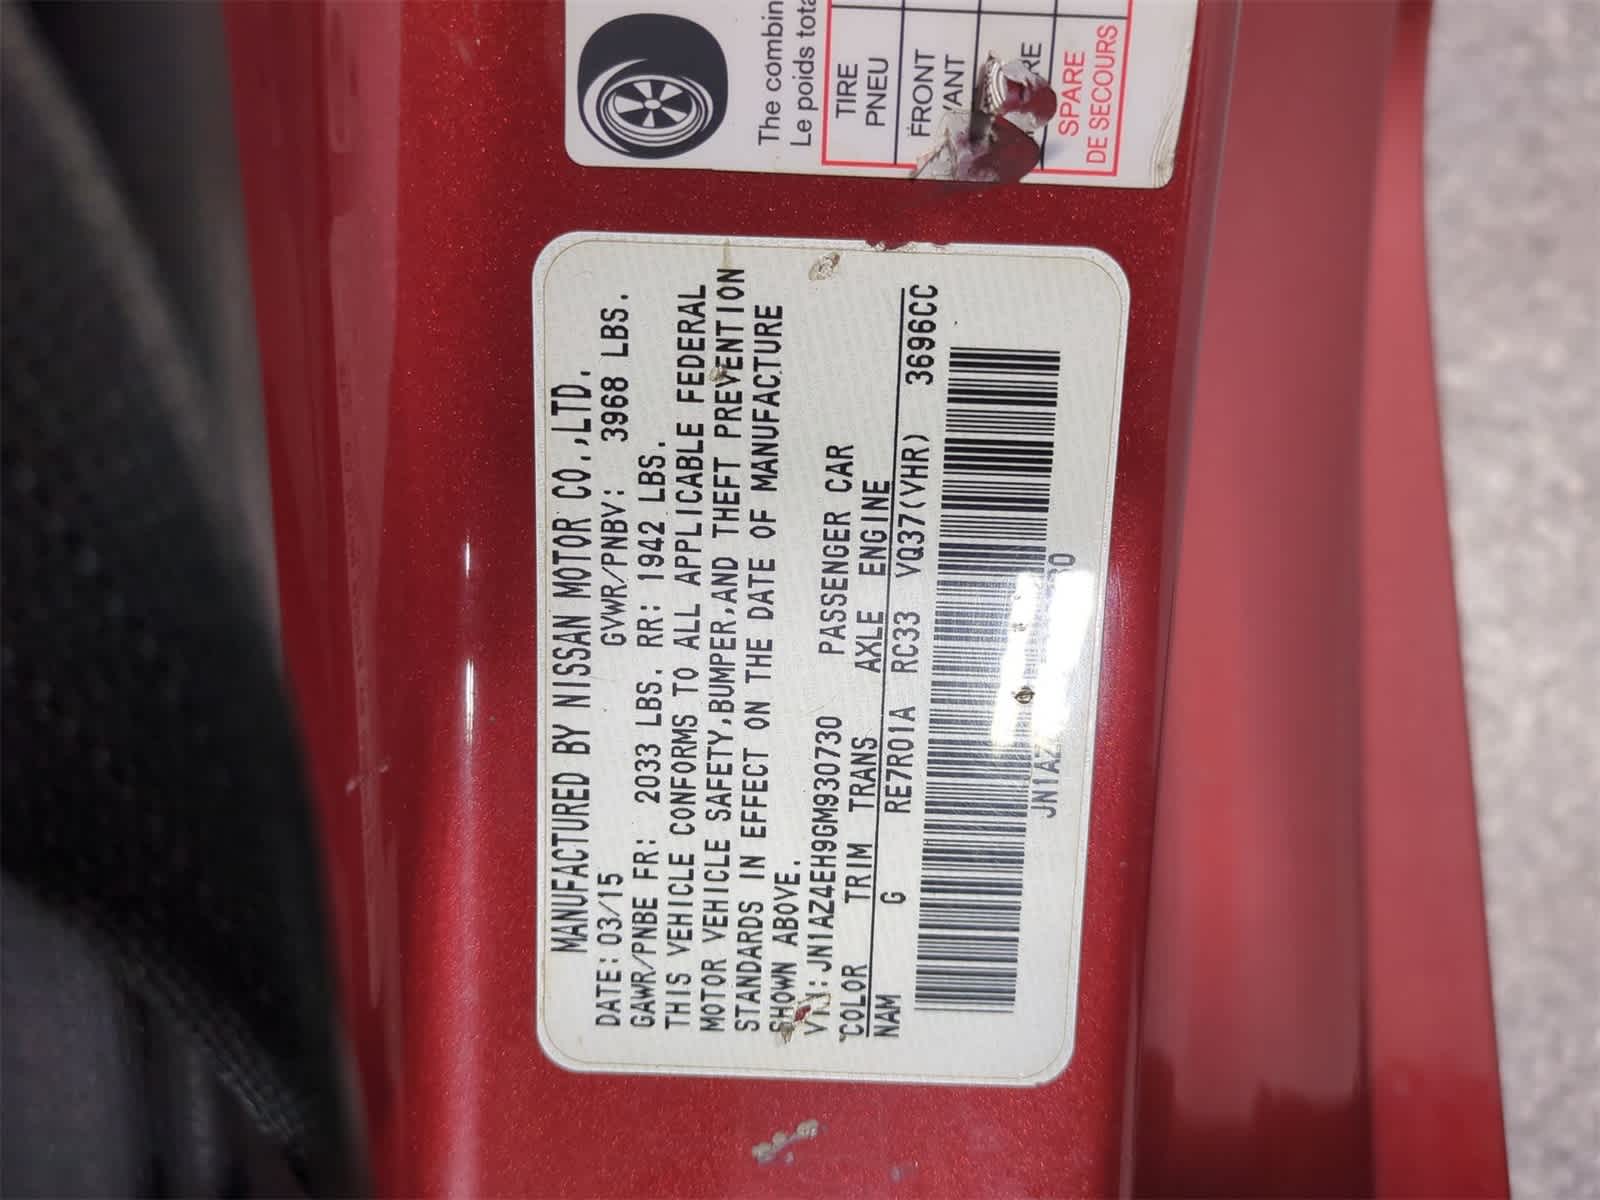 MANUFACTURED BY NISSAN MOTOR CO.,LTD.
DATE:03/15 GVWR/PNBV: 3968 LBS.
GAWR/PNBE FR: 2033 LBS. RR: 1942 LBS.
THIS VEHICLE CONFORMS TO ALL APPLICABLE FEDERAL
MOTOR VEHICLE SAFETY,BUMPER,AND THEFT PREVENTION
STANDARDS IN EFFECT ON THE DATE OF MANUFACTURE
SHOWN ABOVE.
VIN:JN1AZ4EH9GM930730 PASSENGER CAR
COLOR TRIM TRANS AXLE ENGINE
NAM G RE7R01A RC33 VQ37(VHR) 3696CC
The
Le poids
TIRE
PNEU
FRONT
SPARE
DE SECOURS